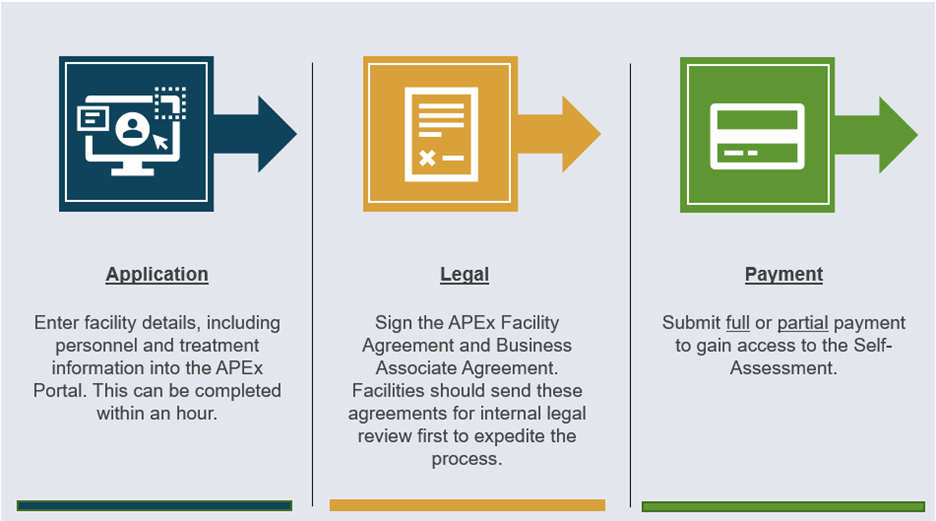 Application
Enter facility details, including
personnel and treatment
information into the APEx
Portal. This can be completed
within an hour.
Legal
Sign the APEx Facility
Agreement and Business
Associate Agreement.
Facilities should send these
agreements for internal legal
review first to expedite the
process.
Payment
Submit full or partial payment
to gain access to the Self-
Assessment.